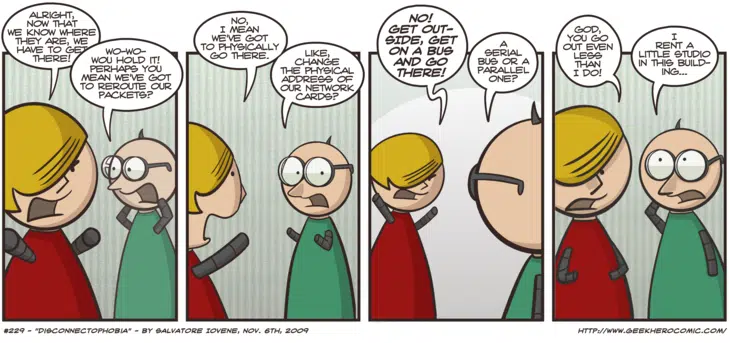 ALRIGHT,
NOW THAT
WE KNOW WHERE
THEY ARE, WE
HAVE TO GET
THERE!
WO-WO-
WOU HOLD IT!
PERHAPS YOU
MEAN WE'VE GOT
TO REROUTE OUR
PACKETS?
NO,
I MEAN
WE'VE GOT
TO PHYSICALLY
GO THERE.
LIKE,
CHANGE
THE PHYSICAL
ADDRESS OF
OUR NETWORK
CARDS?
NO!
GET OUT-
SIDE, GET
ON A BUS
AND GO
THERE!
A
SERIAL
BUS OR A
PARALLEL
ONE?
GOD,
YOU GO
OUT EVEN
LESS
THAN
I DO!
I
RENT A
LITTLE STUDIO
IN THIS BUILD-
ING...
#229 - "DISCONNECTOPHOBIA" - BY SALVATORE IOVENE, NOV. 6TH, 2009
HTTP://WWW.GEEKHEROCOMIC.COM/